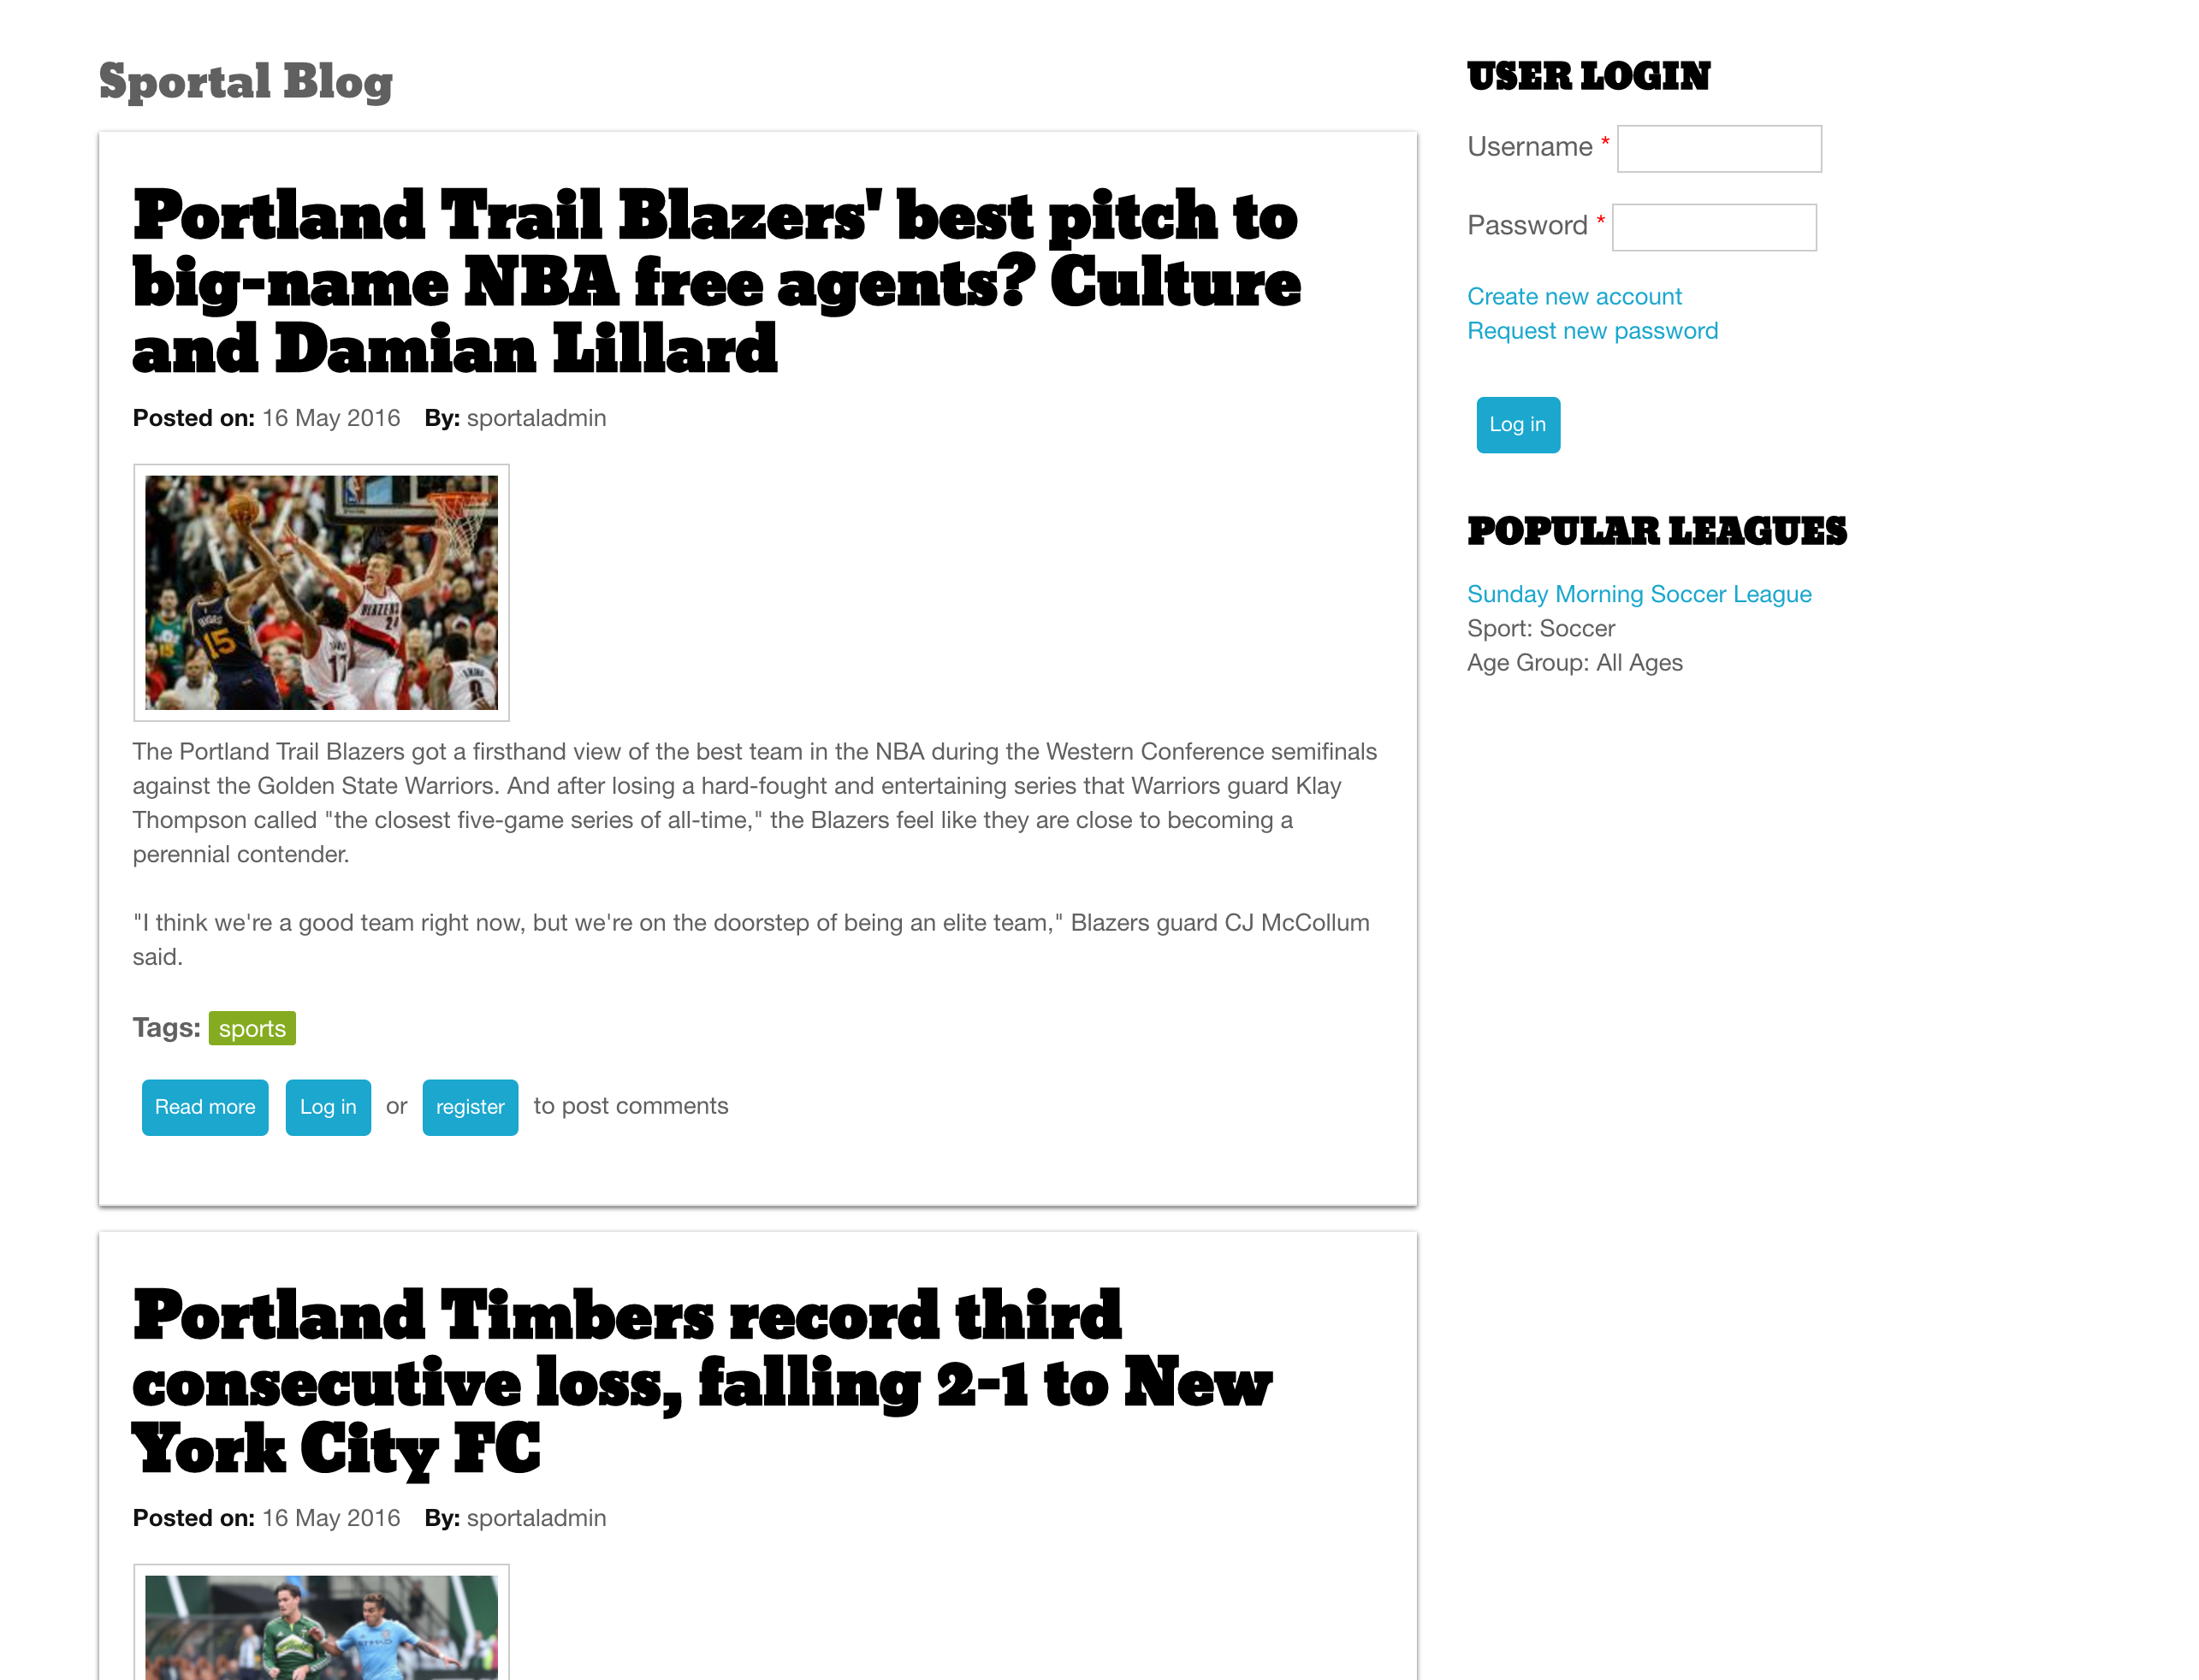 Sportal Blog
Portland Trail Blazers' best pitch to
big-name NBA free agents? Culture
and Damian Lillard
Posted on: 16 May 2016 By: sportaladmin
15
BLAZERS
24
17
8
The Portland Trail Blazers got a firsthand view of the best team in the NBA during the Western Conference semifinals
against the Golden State Warriors. And after losing a hard-fought and entertaining series that Warriors guard Klay
Thompson called "the closest five-game series of all-time," the Blazers feel like they are close to becoming a
perennial contender.
"I think we're a good team right now, but we're on the doorstep of being an elite team," Blazers guard CJ McCollum
said.
Tags: sports
Read more Log in or register to post comments
Portland Timbers record third
consecutive loss, falling 2-1 to New
York City FC
Posted on: 16 May 2016 By: sportaladmin
USER LOGIN
Username *
Password *
Create new account
Request new password
Log in
POPULAR LEAGUES
Sunday Morning Soccer League
Sport: Soccer
Age Group: All Ages